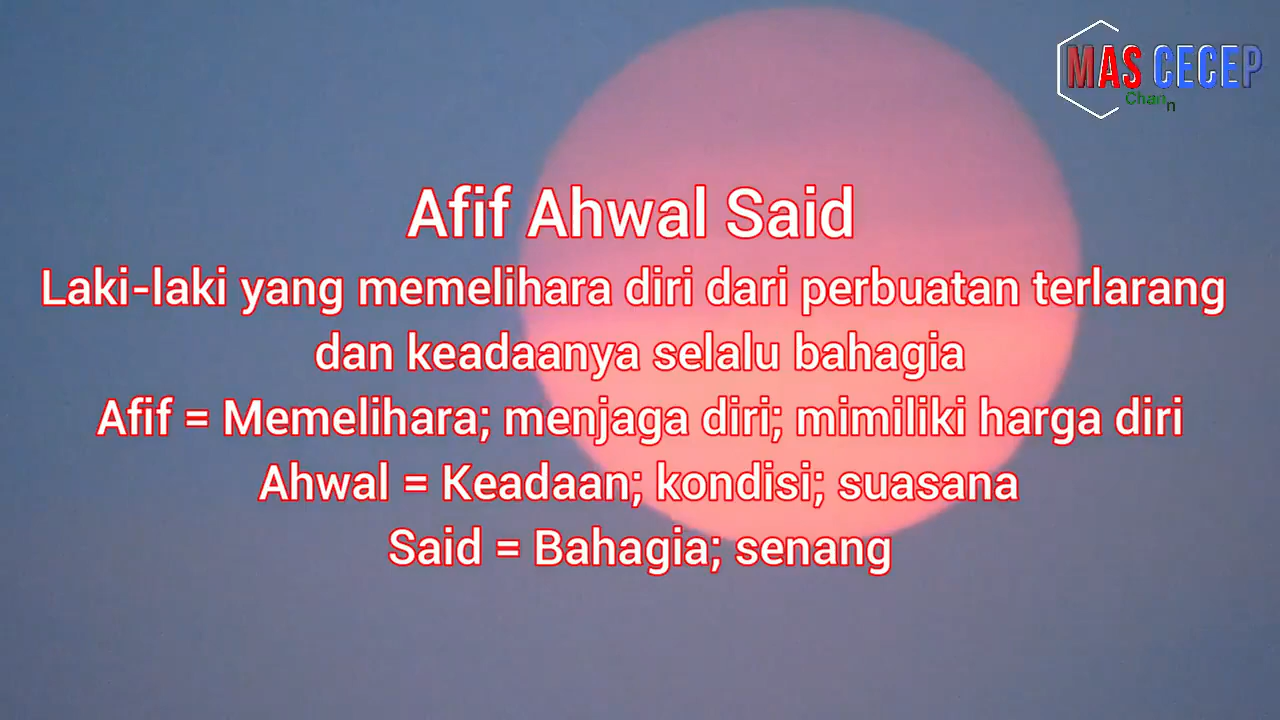 MAS CECEP
Chan n
Afif Ahwal Said
Laki-laki yang memelihara diri dari perbuatan terlarang
dan keadaanya selalu bahagia
Afif = Memelihara; menjaga diri; mimiliki harga diri
Ahwal = Keadaan; kondisi; suasana
Said = Bahagia; senang